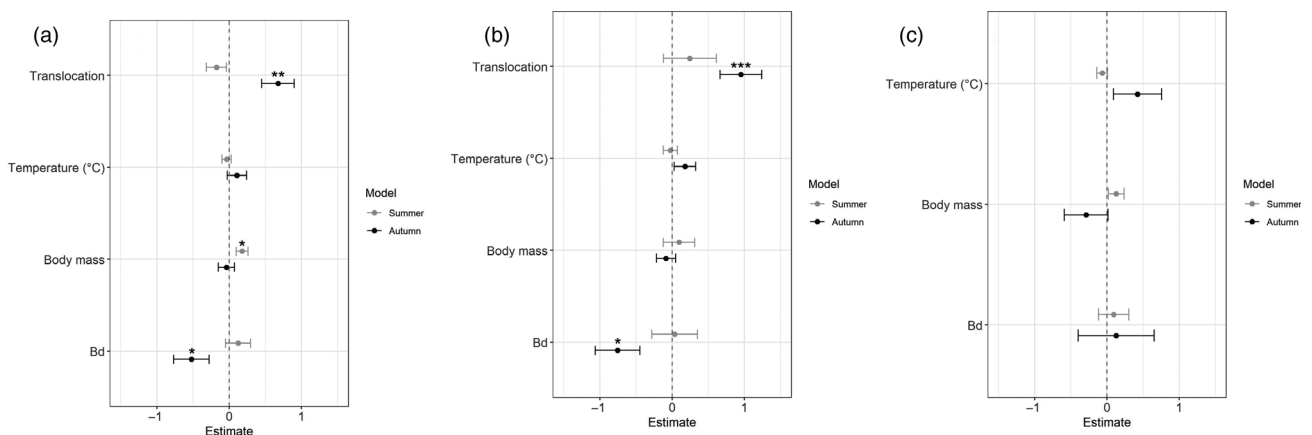 (a)
Translocation
**
Temperature (°C)
Body mass
*
Bd
*
−1
0
1
Estimate
Model
Summer
Autumn
(b)
Translocation
***
Temperature (°C)
Body mass
Bd
*
−1
0
1
Estimate
Model
Summer
Autumn
(c)
Temperature (°C)
Body mass
Bd
−1
0
1
Estimate
Model
Summer
Autumn